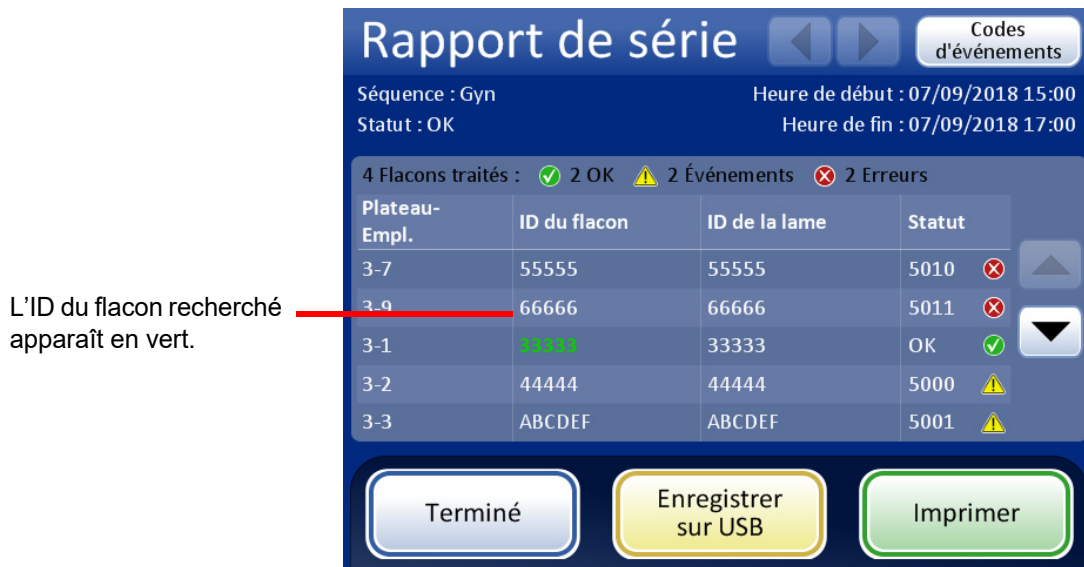 Rapport de série
Codes
d'événements
Séquence : Gyn
Heure de début : 07/09/2018 15:00
Statut : OK
Heure de fin : 07/09/2018 17:00
4 Flacons traités : 2 OK 2 Événements 2 Erreurs
Plateau-
Empl.
ID du flacon
ID de la lame
Statut
3-7 55555 55555 5010
3-9 66666 66666 5011
3-1 33333 33333 OK
3-2 44444 44444 5000
3-3 ABCDEF ABCDEF 5001
L'ID du flacon recherché
apparaît en vert.
Terminé
Enregistrer
sur USB
Imprimer